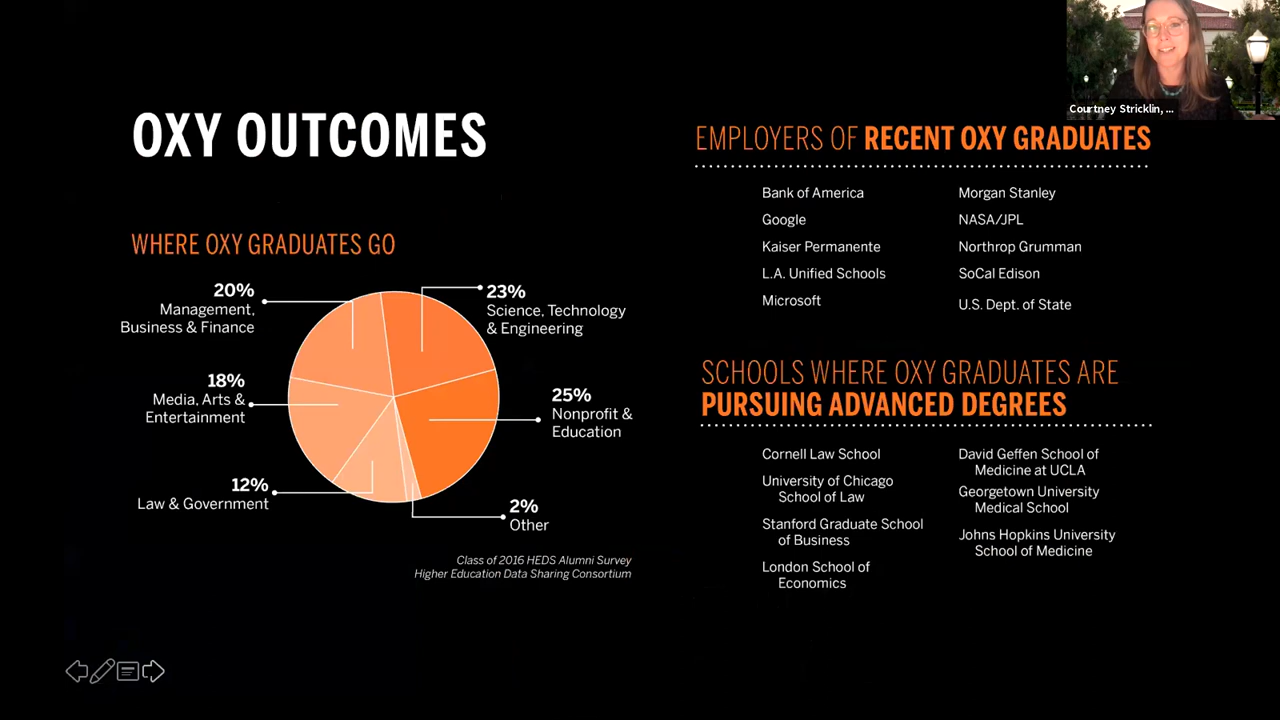 Courtney Stricklin, ...
OXY OUTCOMES
WHERE OXY GRADUATES GO
20%
Management,
Business & Finance
23%
Science, Technology
& Engineering
18%
Media, Arts &
Entertainment
25%
Nonprofit &
Education
12%
Law & Government
2%
Other
Class of 2016 HEDS Alumni Survey
Higher Education Data Sharing Consortium
EMPLOYERS OF RECENT OXY GRADUATES
Bank of America
Google
Kaiser Permanente
L.A. Unified Schools
Microsoft
Morgan Stanley
NASA/JPL
Northrop Grumman
SoCal Edison
U.S. Dept. of State
SCHOOLS WHERE OXY GRADUATES ARE
PURSUING ADVANCED DEGREES
Cornell Law School
University of Chicago
School of Law
Stanford Graduate School
of Business
London School of
Economics
David Geffen School of
Medicine at UCLA
Georgetown University
Medical School
Johns Hopkins University
School of Medicine